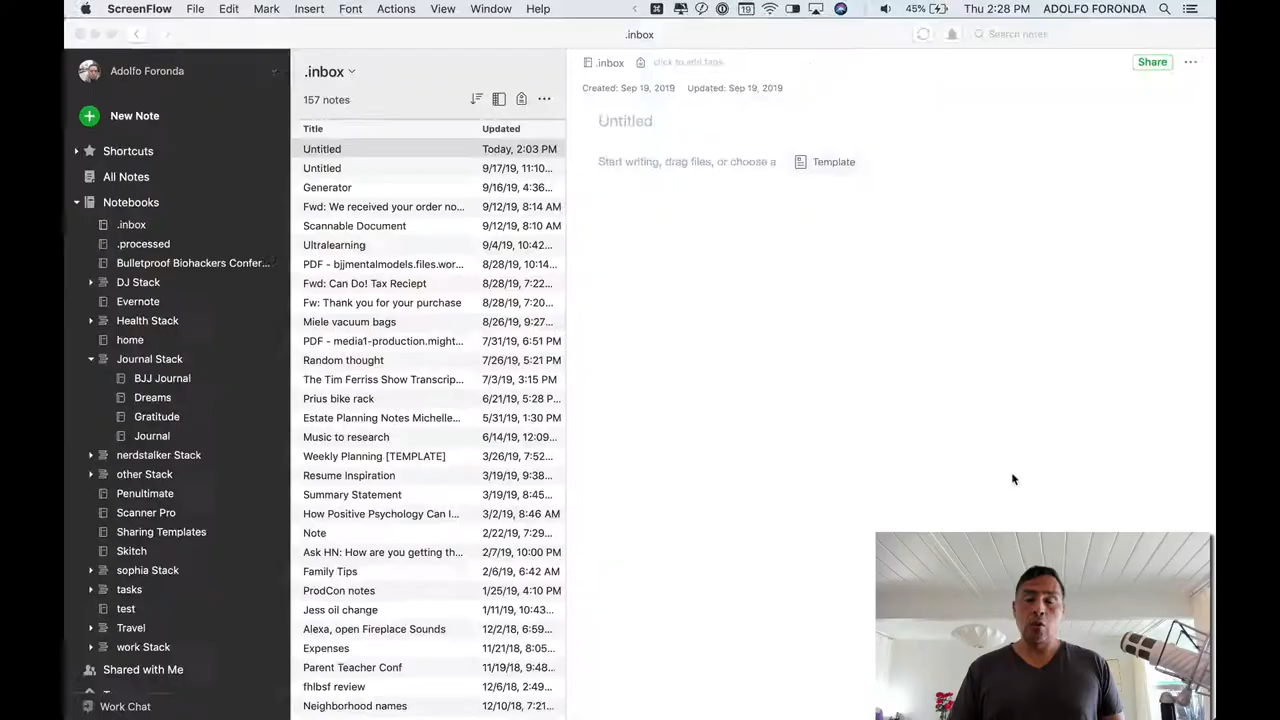 ScreenFlow File Edit Mark Insert Font Actions View Window Help 19 45% Thu 2:28 PM ADOLFO FORONDA
.inbox
Search notes
Adolfo Foronda
New Note
Shortcuts
All Notes
Notebooks
.inbox
.processed
Bulletproof Biohackers Confer...
DJ Stack
Evernote
Health Stack
home
Journal Stack
BJJ Journal
Dreams
Gratitude
Journal
nerdstalker Stack
other Stack
Penultimate
Scanner Pro
Sharing Templates
Skitch
sophia Stack
tasks
test
Travel
work Stack
Shared with Me
Work Chat
.inbox
157 notes
Title Updated
Untitled Today, 2:03 PM
Untitled 9/17/19, 11:10...
Generator 9/16/19, 4:36...
Fwd: We received your order no... 9/12/19, 8:14 AM
Scannable Document 9/12/19, 8:10 AM
Ultralearning 9/4/19, 10:42...
PDF - bjjmentalmodels.files.wor... 8/28/19, 10:14...
Fwd: Can Do! Tax Reciept 8/28/19, 7:22...
Fw: Thank you for your purchase 8/28/19, 7:20...
Miele vacuum bags 8/26/19, 9:27...
PDF - media1-production.might... 7/31/19, 6:51 PM
Random thought 7/26/19, 5:21 PM
The Tim Ferriss Show Transcrip... 7/3/19, 3:15 PM
Prius bike rack 6/21/19, 5:28 P...
Estate Planning Notes Michelle... 5/31/19, 1:30 PM
Music to research 6/14/19, 12:09...
Weekly Planning [TEMPLATE] 3/26/19, 7:52...
Resume Inspiration 3/19/19, 9:38...
Summary Statement 3/19/19, 8:45...
How Positive Psychology Can I... 3/2/19, 8:46 AM
Note 2/22/19, 7:29...
Ask HN: How are you getting th... 2/7/19, 10:00 PM
Family Tips 2/6/19, 6:42 AM
ProdCon notes 1/25/19, 4:10 PM
Jess oil change 1/11/19, 10:43...
Alexa, open Fireplace Sounds 12/2/18, 6:59...
Expenses 11/21/18, 8:05...
Parent Teacher Conf 11/19/18, 9:48...
fhlbsf review 12/6/18, 2:49...
Neighborhood names 12/10/18, 7:21...
.inbox click to add tags
Share
Created: Sep 19, 2019 Updated: Sep 19, 2019
Untitled
Start writing, drag files, or choose a Template